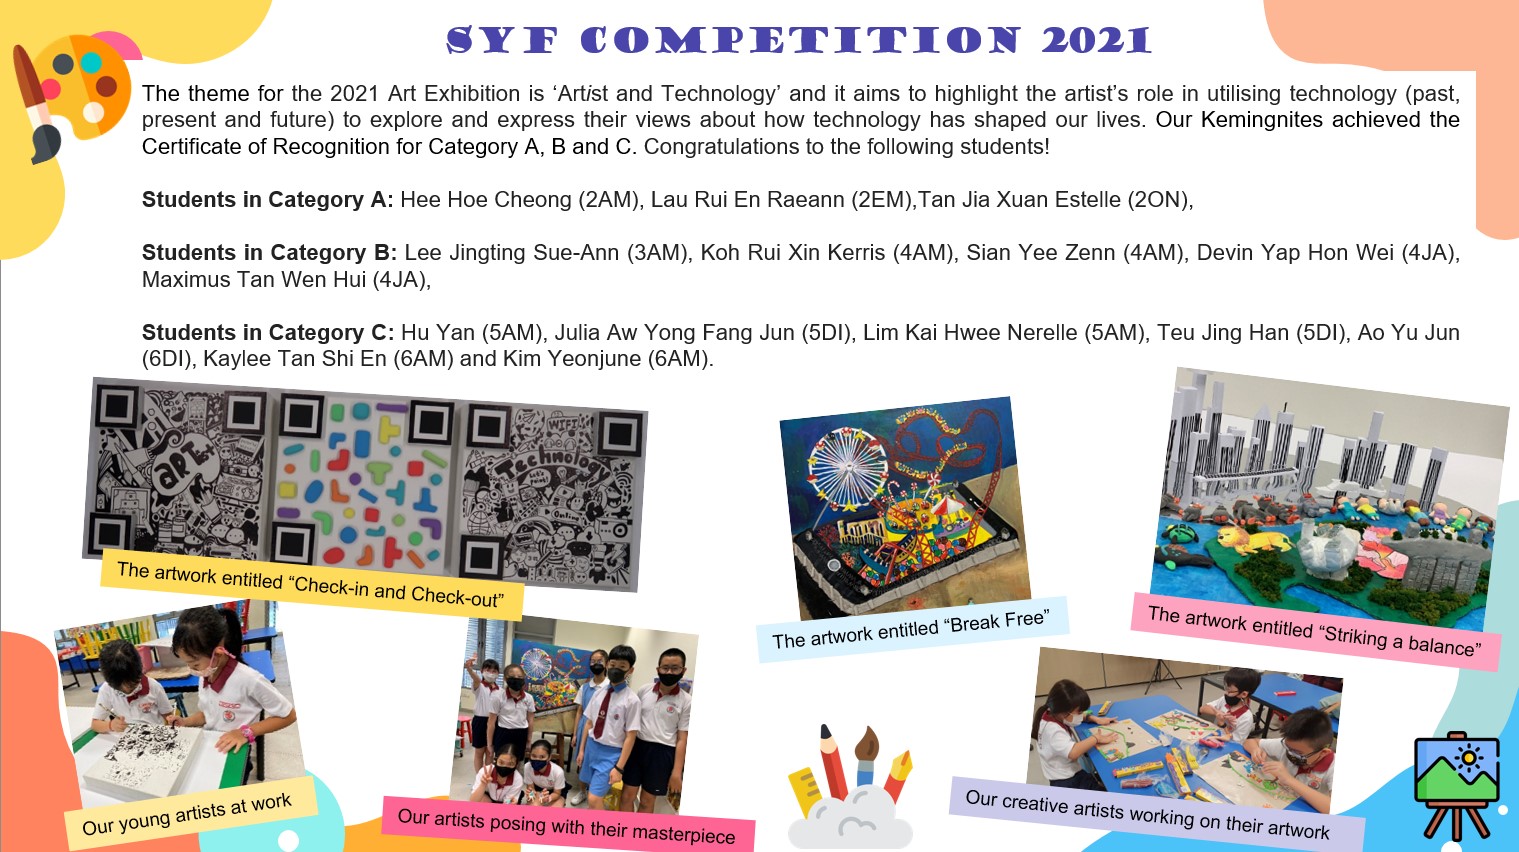 SYF COMPETITION 2021
The theme for the 2021 Art Exhibition is ‘Artist and Technology’ and it aims to highlight the artist’s role in utilising technology (past,
present and future) to explore and express their views about how technology has shaped our lives. Our Kemingnites achieved the
Certificate of Recognition for Category A, B and C. Congratulations to the following students!
Students in Category A: Hee Hoe Cheong (2AM), Lau Rui En Raeann (2EM),Tan Jia Xuan Estelle (2ON),
Students in Category B: Lee Jingting Sue-Ann (3AM), Koh Rui Xin Kerris (4AM), Sian Yee Zenn (4AM), Devin Yap Hon Wei (4JA),
Maximus Tan Wen Hui (4JA),
Students in Category C: Hu Yan (5AM), Julia Aw Yong Fang Jun (5DI), Lim Kai Hwee Nerelle (5AM), Teu Jing Han (5DI), Ao Yu Jun
(6DI), Kaylee Tan Shi En (6AM) and Kim Yeonjune (6AM).
ART
WIFI
Technology
Online
The artwork entitled “Check-in and Check-out”
The artwork entitled “Break Free”
The artwork entitled “Striking a balance”
Our young artists at work
Our artists posing with their masterpiece
Our creative artists working on their artwork